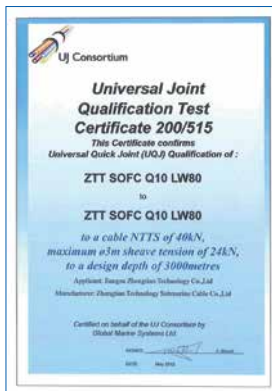 UJ Consortium
Universal Joint
Qualification Test
Certificate 200/515
This Certificate confirms
Universal Quick Joint (UQJ) Qualification of :
ZTT SOFC Q10 LW80
to
ZTT SOFC Q10 LW80
to a cable NTTS of 40kN,
maximum ø3m sheave tension of 24kN,
to a design depth of 3000metres
Applicant: Jiangsu Zhongtian Technology Co.,Ltd
Manufacturer: Zhongtian Technology Submarine Cable Co.,Ltd
Certified on behalf of the UJ Consortium by
Global Marine Systems Ltd.
SIGNED:
DATE: May